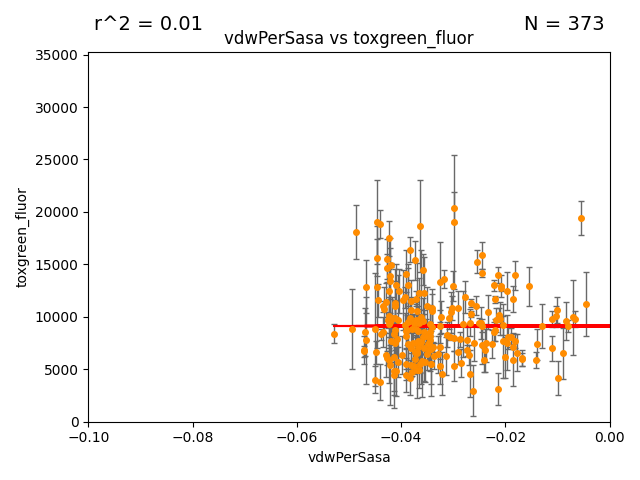 r^2 = 0.01 N = 373
vdwPerSasa vs toxgreen_fluor
35000
30000
25000
20000
15000
10000
5000
0
toxgreen_fluor
−0.10 −0.08 −0.06 −0.04 −0.02 0.00
vdwPerSasa